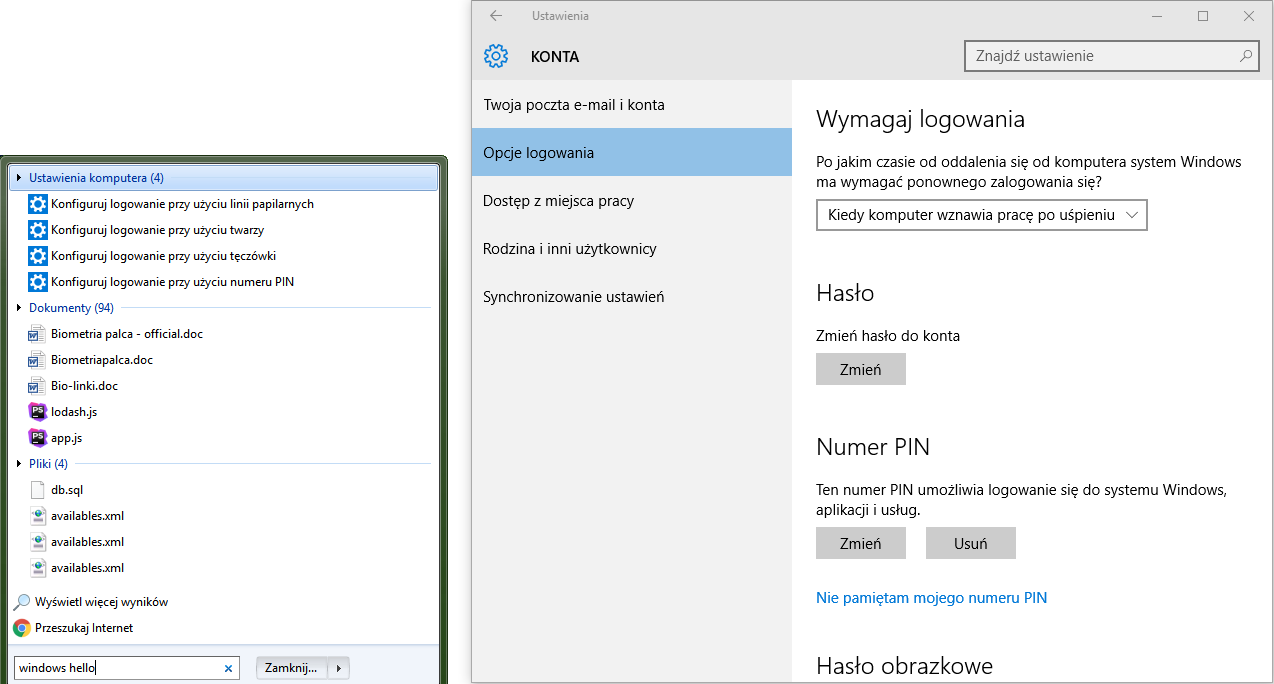 Ustawienia komputera (4)
Konfiguruj logowanie przy użyciu linii papilarnych
Konfiguruj logowanie przy użyciu twarzy
Konfiguruj logowanie przy użyciu tęczówki
Konfiguruj logowanie przy użyciu numeru PIN
Dokumenty (94)
Biometria palca - official.doc
Biometriapalca.doc
Bio-linki.doc
lodash.js
app.js
Pliki (4)
db.sql
availables.xml
availables.xml
availables.xml
Wyświetl więcej wyników
Przeszukaj Internet
windows hello
Zamknij...
Ustawienia
KONTA
Znajdź ustawienie
Twoja poczta e-mail i konta
Opcje logowania
Dostęp z miejsca pracy
Rodzina i inni użytkownicy
Synchronizowanie ustawień
Wymagaj logowania
Po jakim czasie od oddalenia się od komputera system Windows
ma wymagać ponownego zalogowania się?
Kiedy komputer wznawia pracę po uśpieniu
Hasło
Zmień hasło do konta
Zmień
Numer PIN
Ten numer PIN umożliwia logowanie się do systemu Windows,
aplikacji i usług.
Zmień Usuń
Nie pamiętam mojego numeru PIN
Hasło obrazkowe